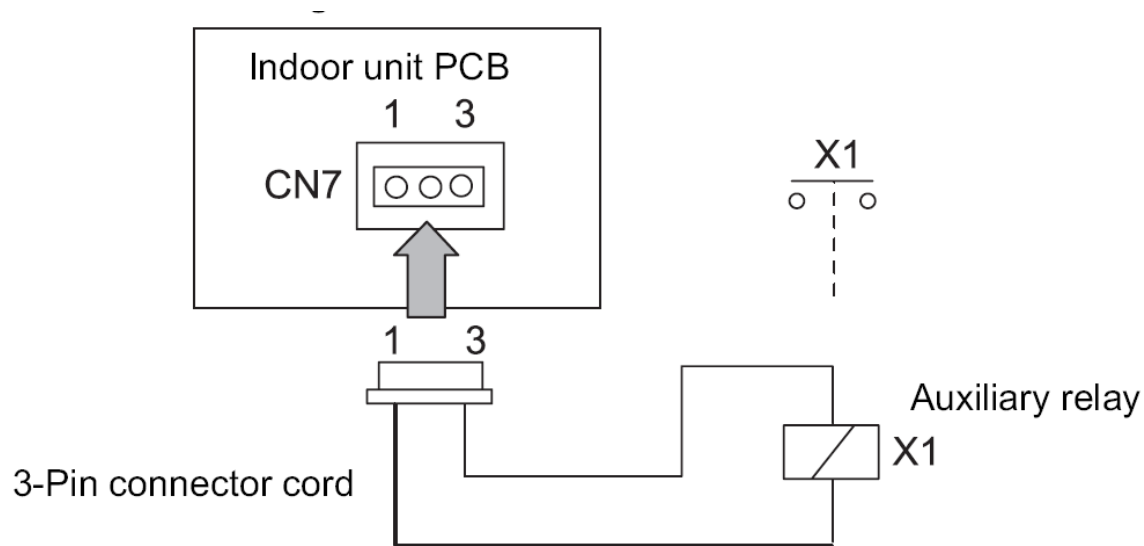 Indoor unit PCB
1 3
CN7
X1
1 3
Auxiliary relay
X1
3-Pin connector cord